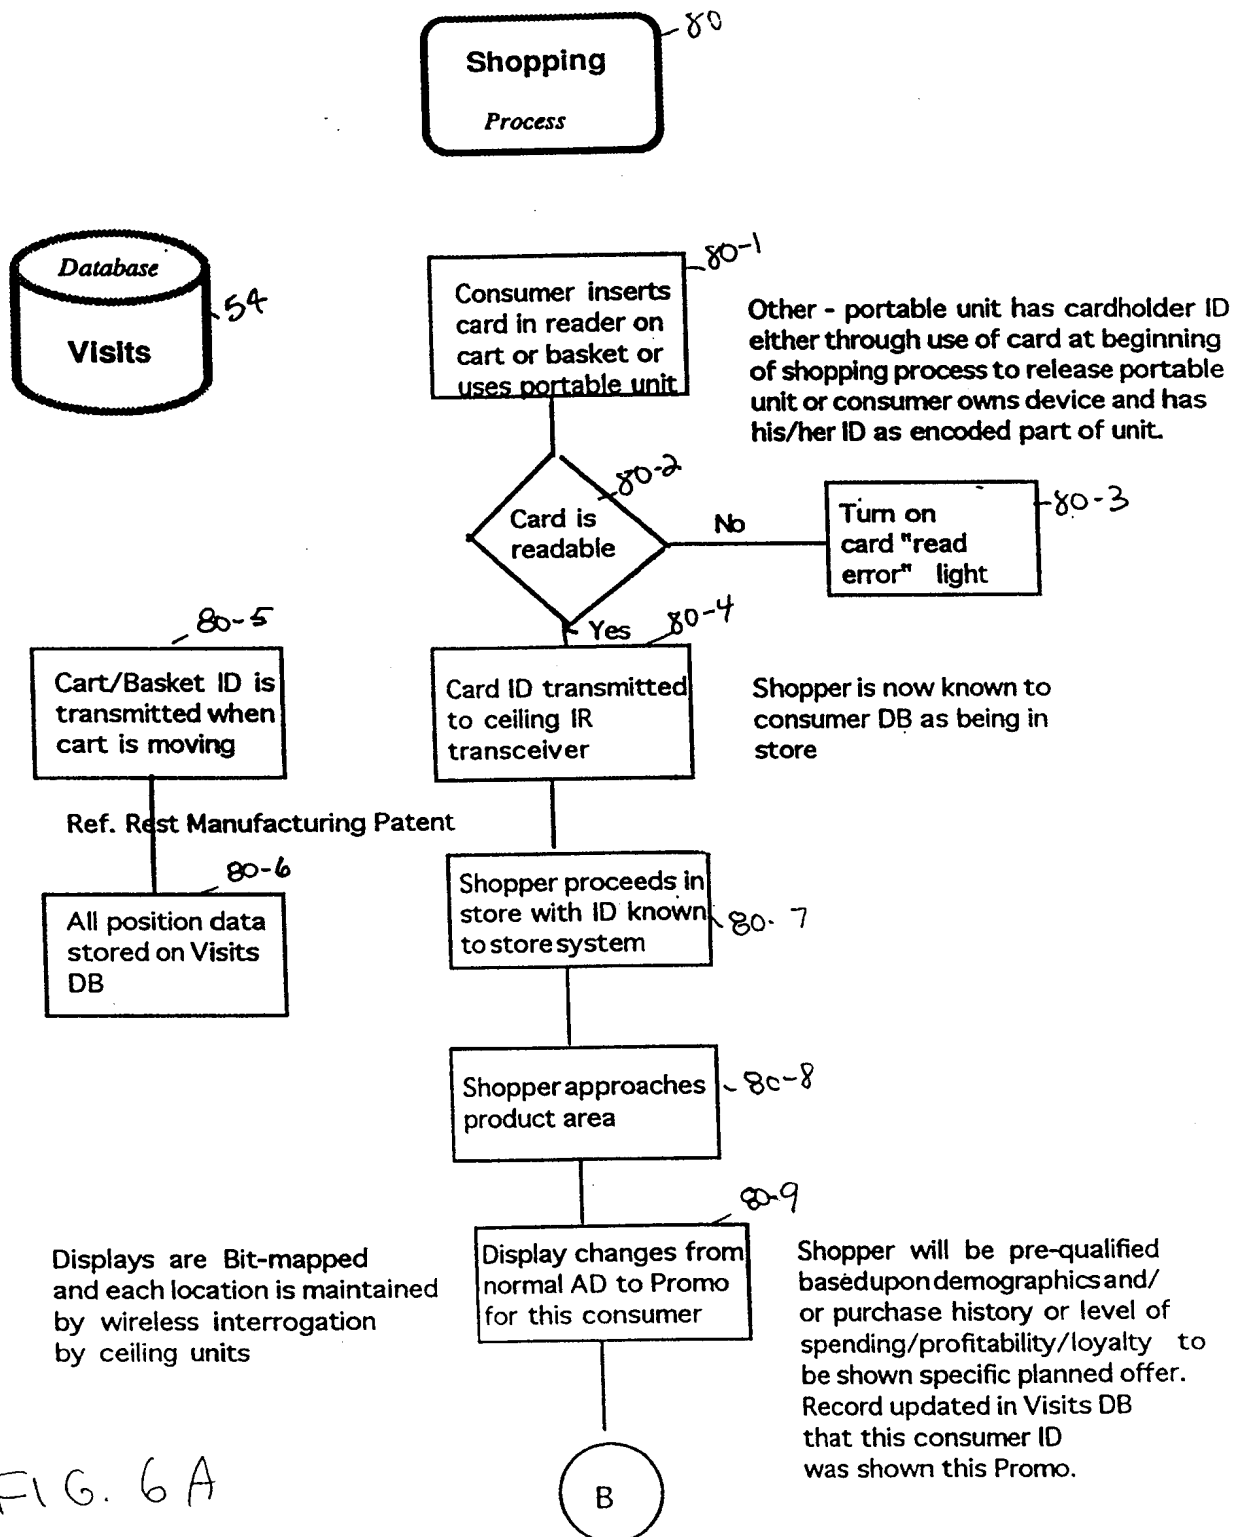 80
Shopping
Process
Database
Visits
54
80-1
Consumer inserts
card in reader on
cart or basket or
uses portable unit
Other - portable unit has cardholder ID
either through use of card at beginning
of shopping process to release portable
unit or consumer owns device and has
his/her ID as encoded part of unit.
80-2
Card is
readable
No
80-3
Turn on
card "read
error" light
Yes
80-4
Card ID transmitted
to ceiling IR
transceiver
Shopper is now known to
consumer DB as being in
store
80-5
Cart/Basket ID is
transmitted when
cart is moving
Ref. Rest Manufacturing Patent
80-6
All position data
stored on Visits
DB
Shopper proceeds in
store with ID known
to store system
80-7
Shopper approaches
product area
80-8
80-9
Display changes from
normal AD to Promo
for this consumer
Displays are Bit-mapped
and each location is maintained
by wireless interrogation
by ceiling units
Shopper will be pre-qualified
based upon demographics and/
or purchase history or level of
spending/profitability/loyalty to
be shown specific planned offer.
Record updated in Visits DB
that this consumer ID
was shown this Promo.
B
FIG. 6A